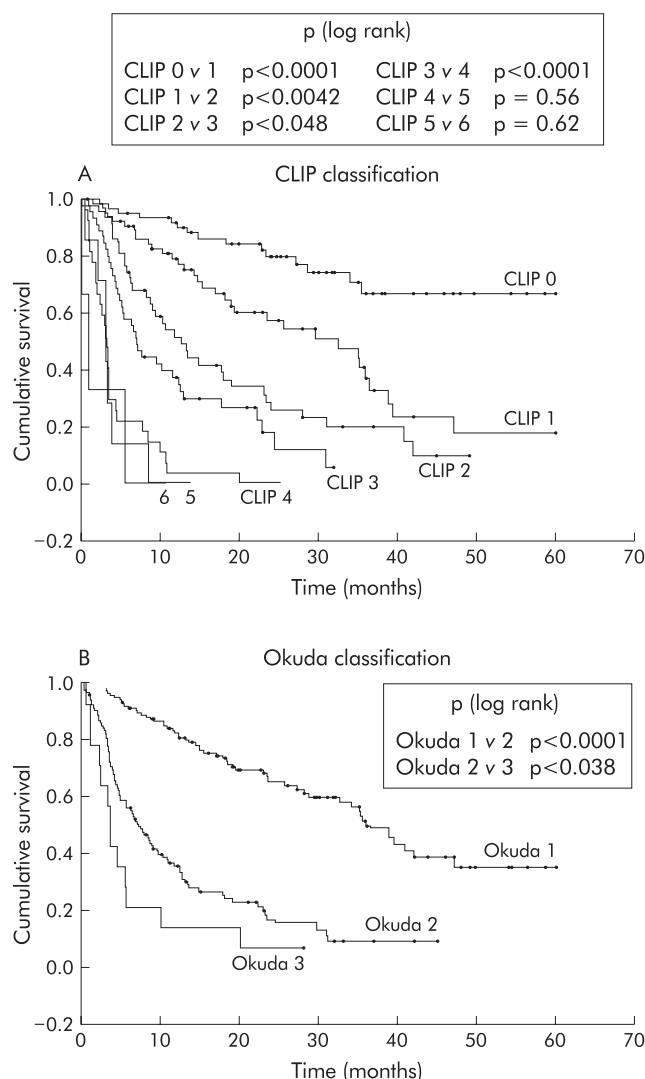 p (log rank)
CLIP 0 v 1 p<0.0001 CLIP 3 v 4 p<0.0001
CLIP 1 v 2 p<0.0042 CLIP 4 v 5 p = 0.56
CLIP 2 v 3 p<0.048 CLIP 5 v 6 p = 0.62
A CLIP classification
1.0
0.8
0.6
0.4
0.2
0.0
−0.2
Cumulative survival
CLIP 0
CLIP 1
CLIP 2
CLIP 3
6 5 CLIP 4
0 10 20 30 40 50 60 70
Time (months)
B Okuda classification
p (log rank)
Okuda 1 v 2 p<0.0001
Okuda 2 v 3 p<0.038
1.0
0.8
0.6
0.4
0.2
0.0
−0.2
Cumulative survival
Okuda 1
Okuda 2
Okuda 3
0 10 20 30 40 50 60 70
Time (months)